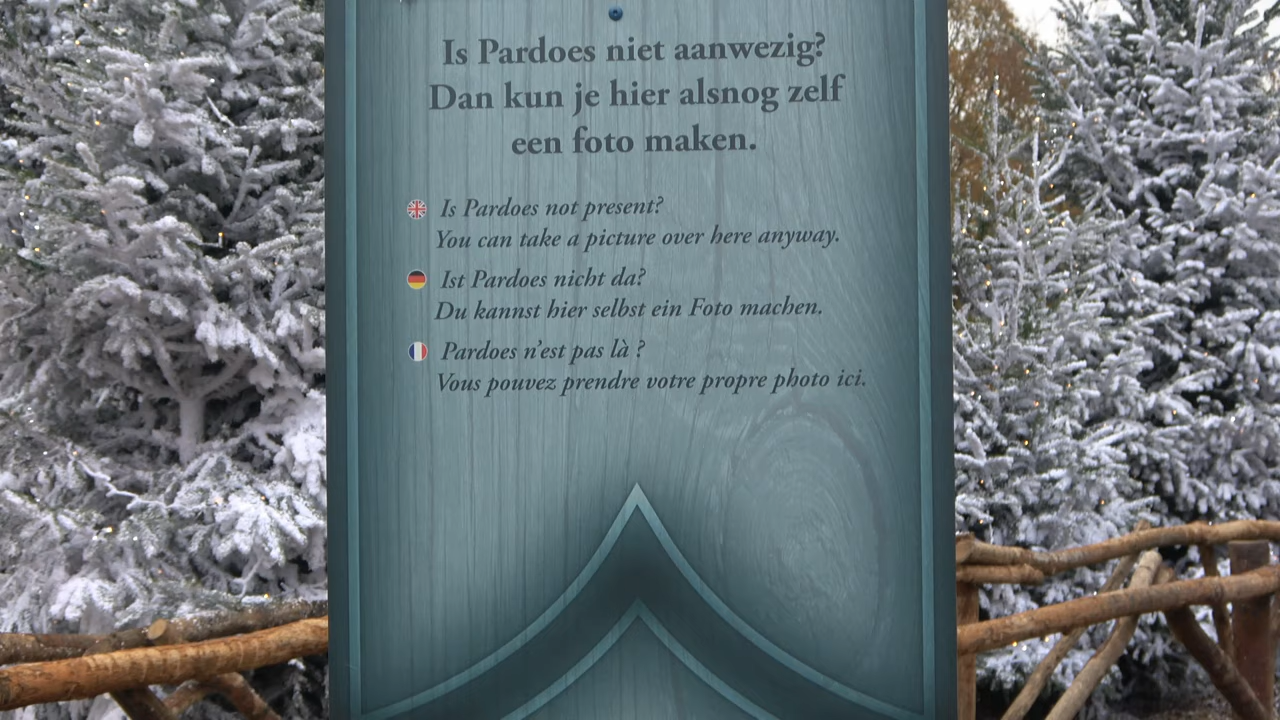 Is Pardoes niet aanwezig?
Dan kun je hier alsnog zelf
een foto maken.
Is Pardoes not present?
You can take a picture over here anyway.
Ist Pardoes nicht da?
Du kannst hier selbst ein Foto machen.
Pardoes n'est pas là ?
Vous pouvez prendre votre propre photo ici.